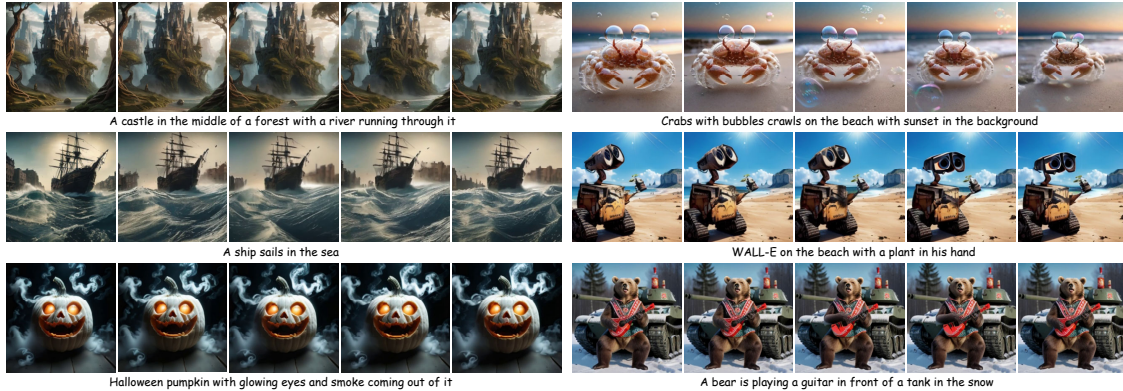 A castle in the middle of a forest with a river running through it
Crabs with bubbles crawls on the beach with sunset in the background
A ship sails in the sea
WALL-E on the beach with a plant in his hand
Halloween pumpkin with glowing eyes and smoke coming out of it
A bear is playing a guitar in front of a tank in the snow